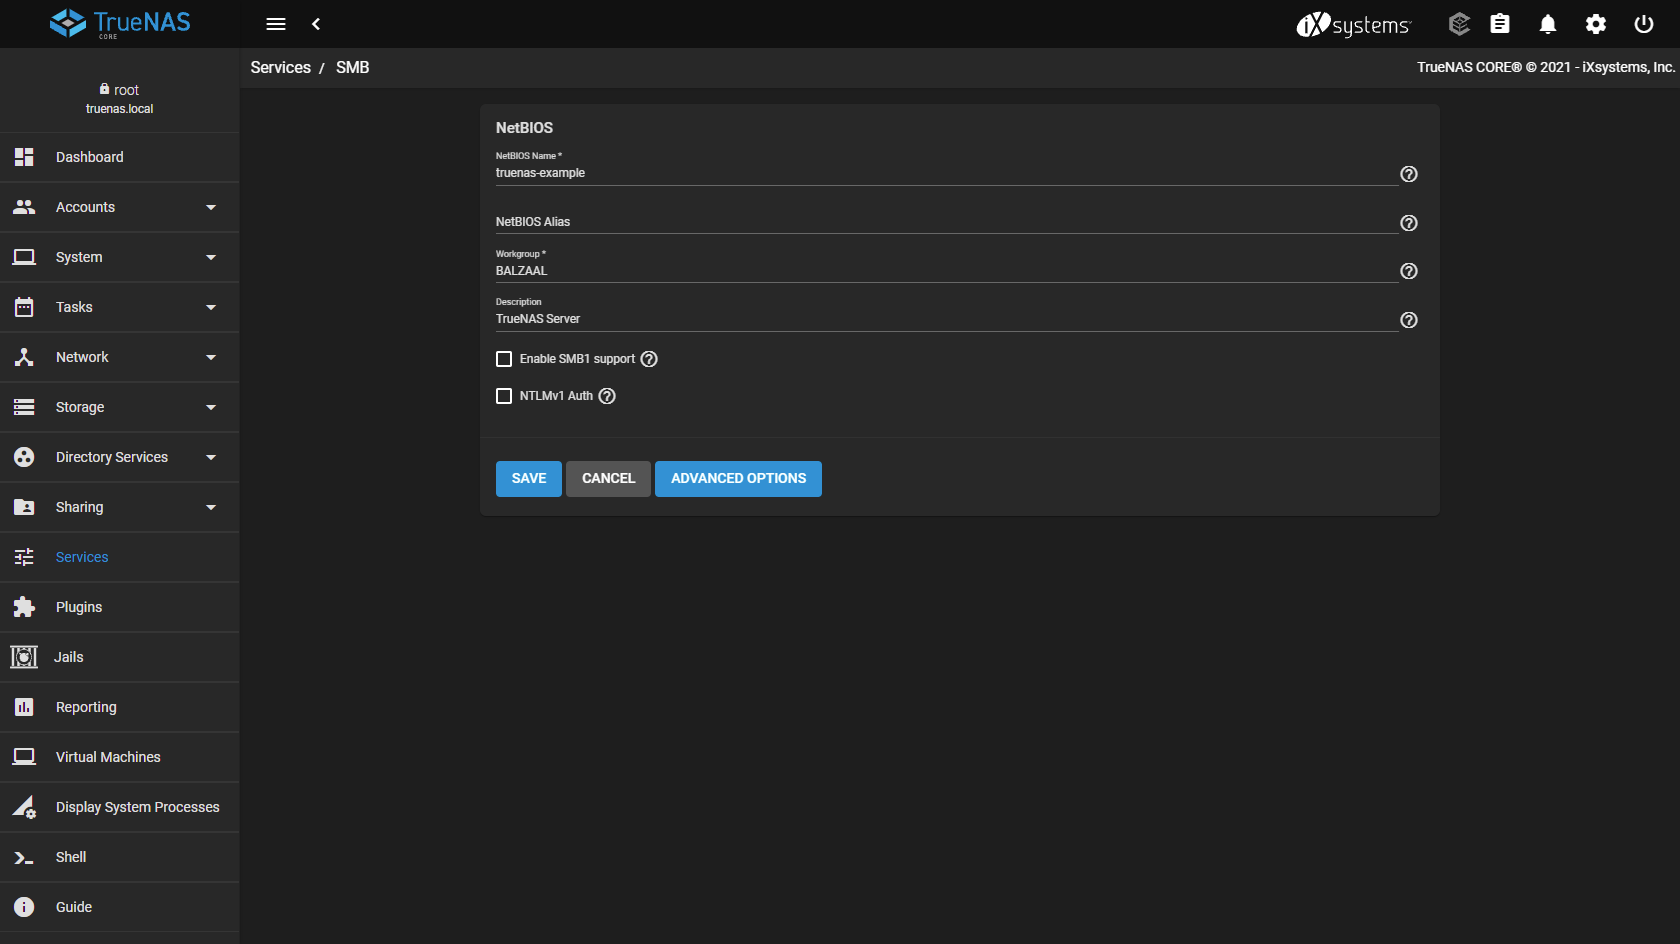 TrueNAS
CORE
iXsystems
Services / SMB
TrueNAS CORE® © 2021 - iXsystems, Inc.
root
truenas.local
Dashboard
Accounts
System
Tasks
Network
Storage
Directory Services
Sharing
Services
Plugins
Jails
Reporting
Virtual Machines
Display System Processes
Shell
Guide
NetBIOS
NetBIOS Name *
truenas-example
NetBIOS Alias
Workgroup *
BALZAAL
Description
TrueNAS Server
Enable SMB1 support
NTLMv1 Auth
SAVE CANCEL ADVANCED OPTIONS